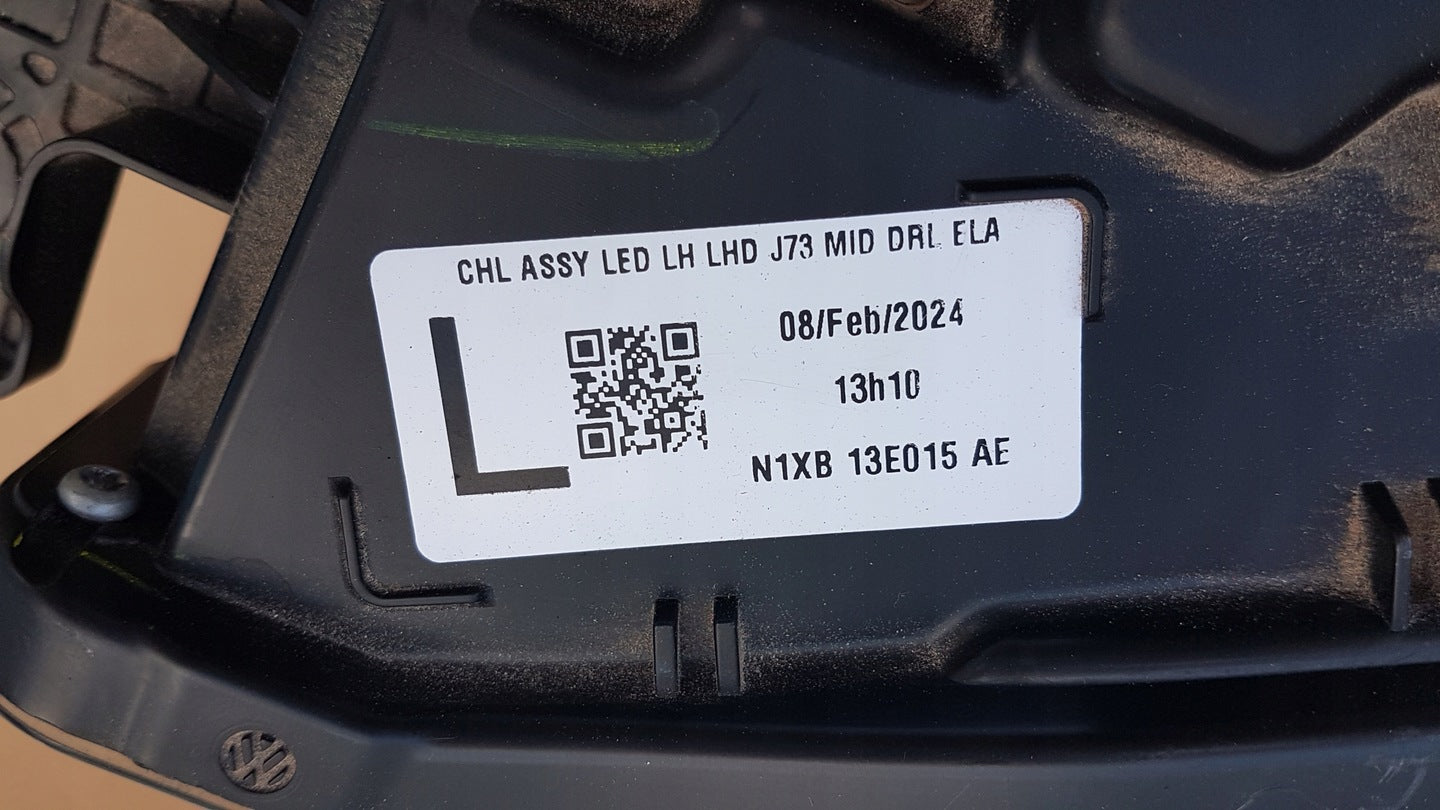 CHL ASSY LED LH LHD J73 MID DRL ELA
L
08/Feb/2024
13h10
N1XB 13E015 AE